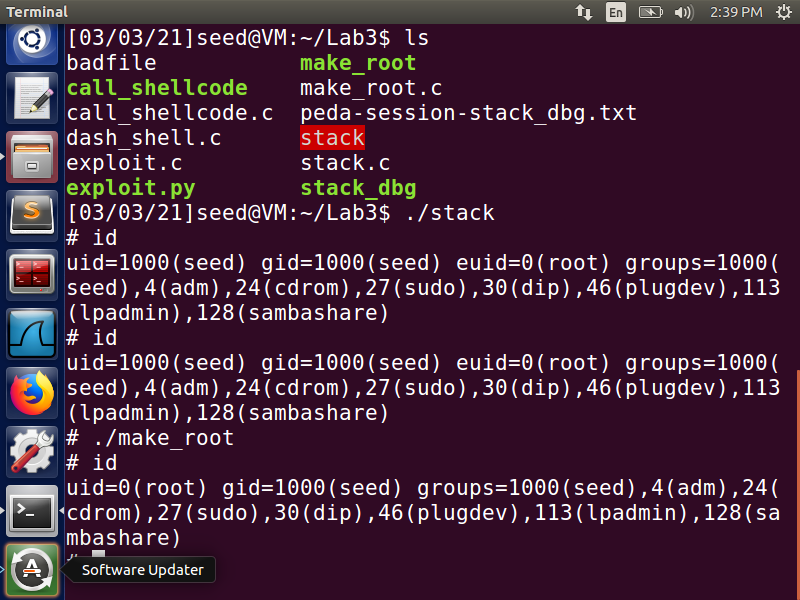 Terminal
En
2:39 PM
[03/03/21]seed@VM:~/Lab3$ ls
badfile make_root
call_shellcode make_root.c
call_shellcode.c peda-session-stack_dbg.txt
dash_shell.c stack
exploit.c stack.c
exploit.py stack_dbg
[03/03/21]seed@VM:~/Lab3$ ./stack
# id
uid=1000(seed) gid=1000(seed) euid=0(root) groups=1000(
seed),4(adm),24(cdrom),27(sudo),30(dip),46(plugdev),113
(lpadmin),128(sambashare)
# id
uid=1000(seed) gid=1000(seed) euid=0(root) groups=1000(
seed),4(adm),24(cdrom),27(sudo),30(dip),46(plugdev),113
(lpadmin),128(sambashare)
# ./make_root
# id
uid=0(root) gid=1000(seed) groups=1000(seed),4(adm),24(
cdrom),27(sudo),30(dip),46(plugdev),113(lpadmin),128(sa
mbashare)
#
Software Updater